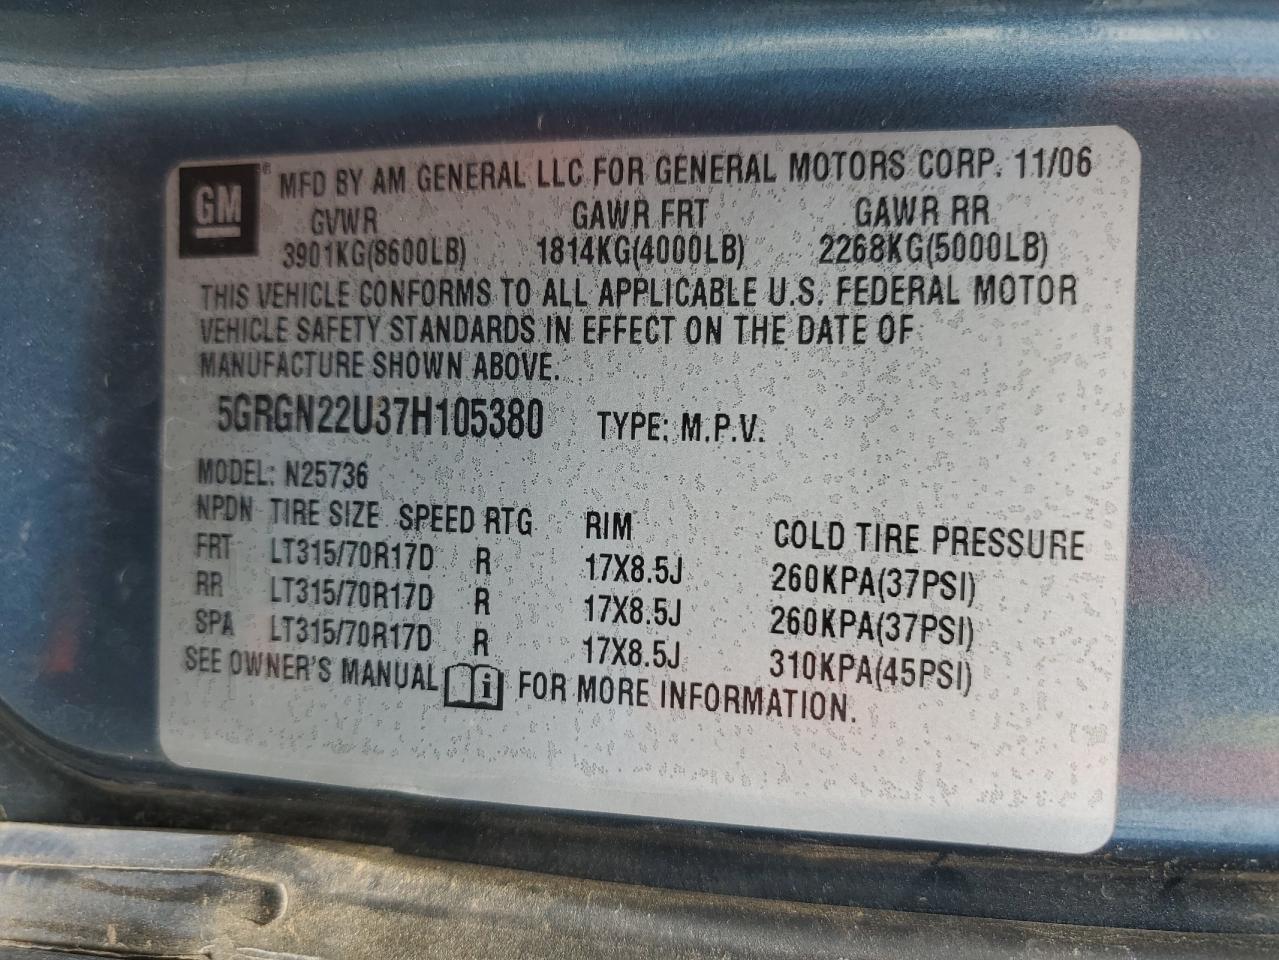 GM® MFD BY AM GENERAL LLC FOR GENERAL MOTORS CORP. 11/06
GVWR GAWR FRT GAWR RR
3901KG(8600LB) 1814KG(4000LB) 2268KG(5000LB)
THIS VEHICLE CONFORMS TO ALL APPLICABLE U.S. FEDERAL MOTOR
VEHICLE SAFETY STANDARDS IN EFFECT ON THE DATE OF
MANUFACTURE SHOWN ABOVE.
5GRGN22U37H105380 TYPE: M.P.V.
MODEL: N25736
NPDN TIRE SIZE SPEED RTG RIM COLD TIRE PRESSURE
FRT LT315/70R17D R 17X8.5J 260KPA(37PSI)
RR LT315/70R17D R 17X8.5J 260KPA(37PSI)
SPA LT315/70R17D R 17X8.5J 310KPA(45PSI)
SEE OWNER'S MANUAL i FOR MORE INFORMATION.